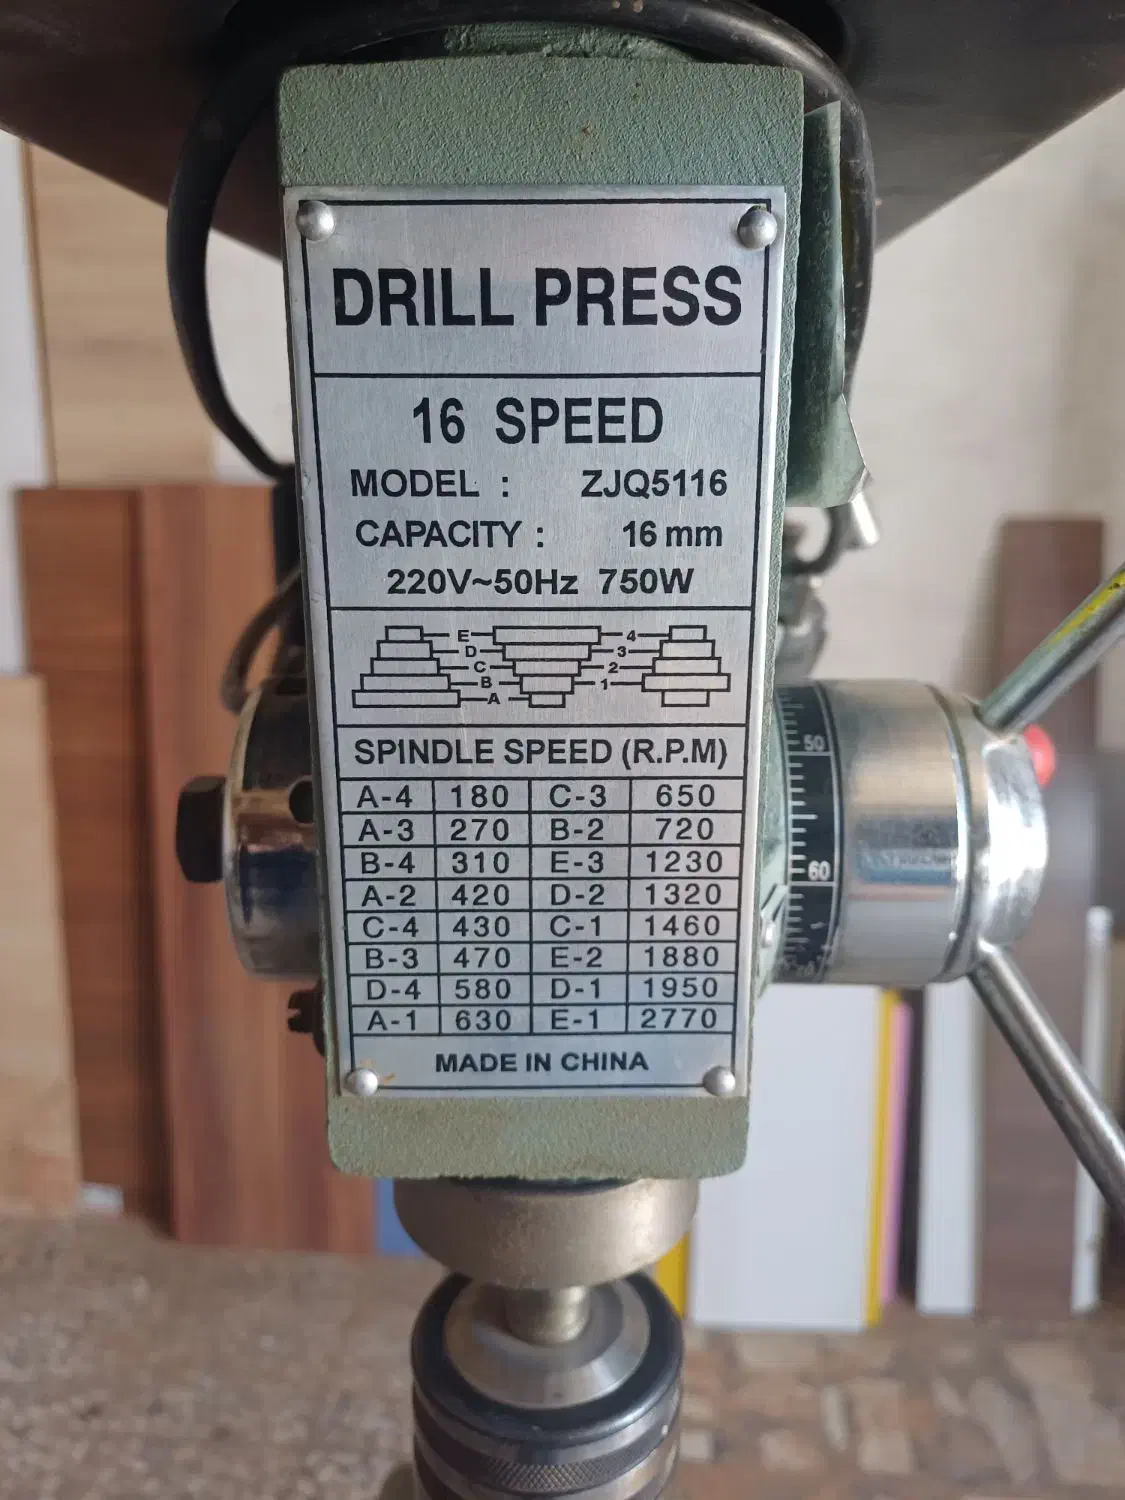 DRILL PRESS
16 SPEED
MODEL : ZJQ5116
CAPACITY : 16 mm
220V~50Hz 750W
E 4
D 3
C 2
B 1
A
SPINDLE SPEED (R.P.M)
A-4 180 C-3 650
A-3 270 B-2 720
B-4 310 E-3 1230
A-2 420 D-2 1320
C-4 430 C-1 1460
B-3 470 E-2 1880
D-4 580 D-1 1950
A-1 630 E-1 2770
MADE IN CHINA
50
60